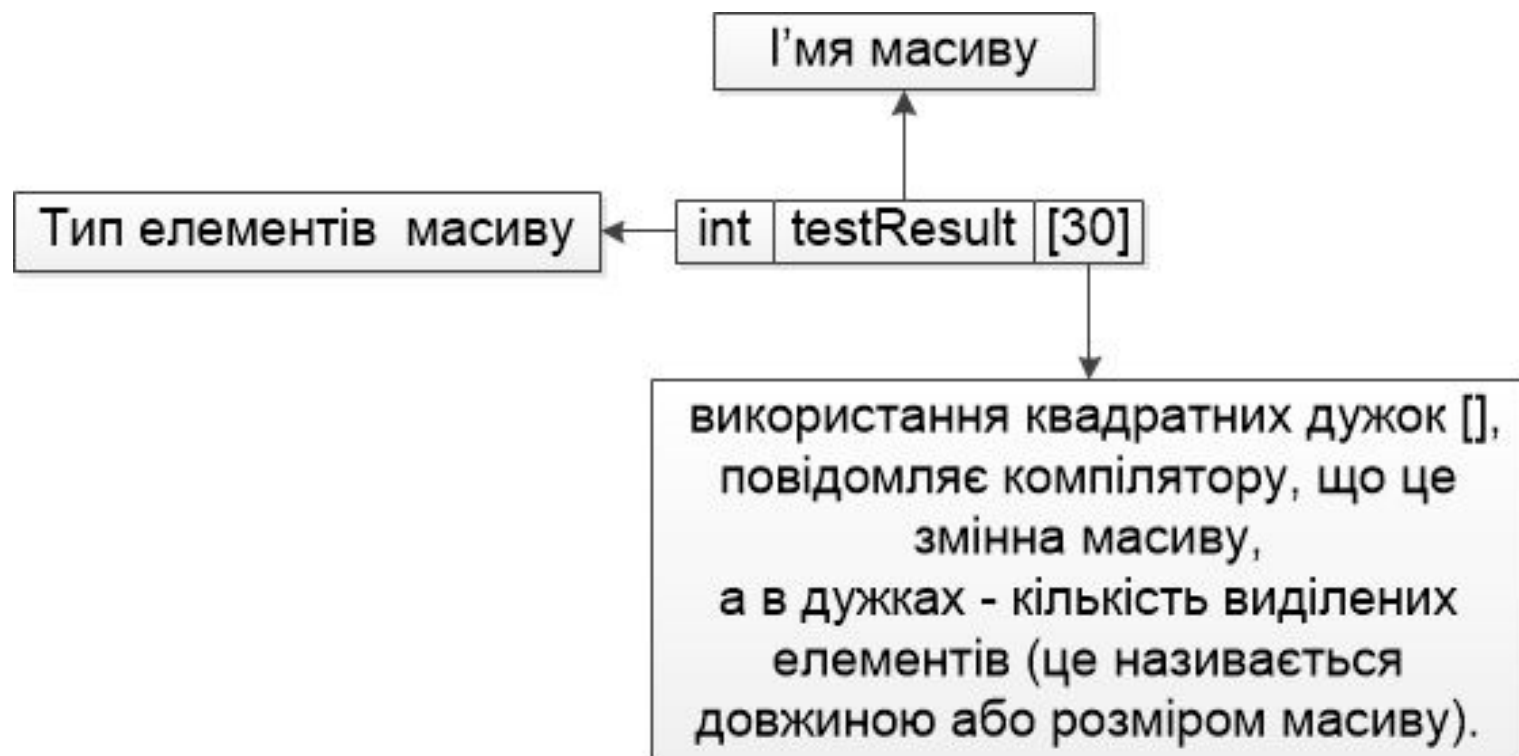 І’мя масиву
Тип елементів масиву
int testResult [30]
використання квадратних дужок [],
повідомляє компілятору, що це
змінна масиву,
а в дужках - кількість виділених
елементів (це називається
довжиною або розміром масиву).